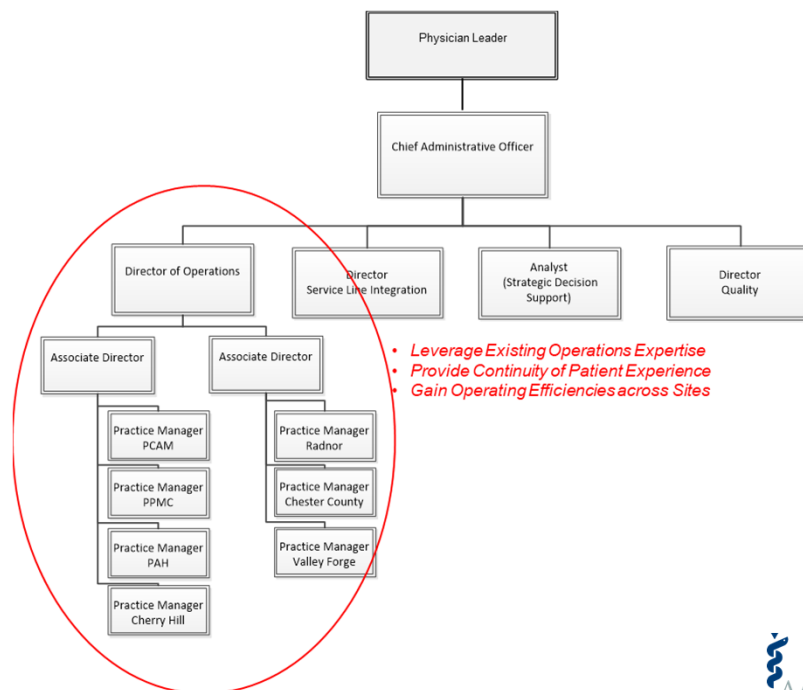 Physician Leader
Chief Administrative Officer
Director of Operations
Director
Service Line Integration
Analyst
(Strategic Decision
Support)
Director
Quality
Associate Director
Associate Director
• Leverage Existing Operations Expertise
• Provide Continuity of Patient Experience
• Gain Operating Efficiencies across Sites
Practice Manager
PCAM
Practice Manager
PPMC
Practice Manager
PAH
Practice Manager
Cherry Hill
Practice Manager
Radnor
Practice Manager
Chester County
Practice Manager
Valley Forge